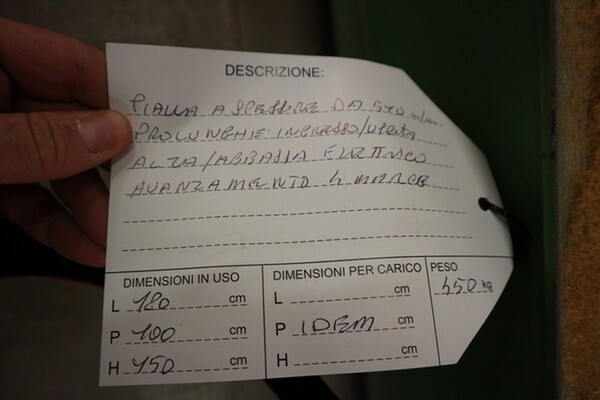 DESCRIZIONE:
PIALLA A SPESSORE DA 520 m/m
PROLUNGHE INGRESSO/USCITA
ALZA/ABBASSA ELETTRICO
AVANZAMENTO 4 MARCE
DIMENSIONI IN USO
L 180 cm
P 100 cm
H 150 cm
DIMENSIONI PER CARICO
L cm
P IDEM cm
H cm
PESO
450 kg